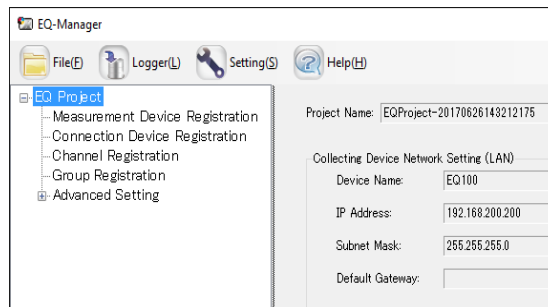 EQ-Manager
File(F) Logger(L) Setting(S) Help(H)
EQ Project
Measurement Device Registration
Connection Device Registration
Channel Registration
Group Registration
Advanced Setting
Project Name: EQProject-20170626143212175
Collecting Device Network Setting (LAN)
Device Name: EQ100
IP Address: 192.168.200.200
Subnet Mask: 255.255.255.0
Default Gateway: